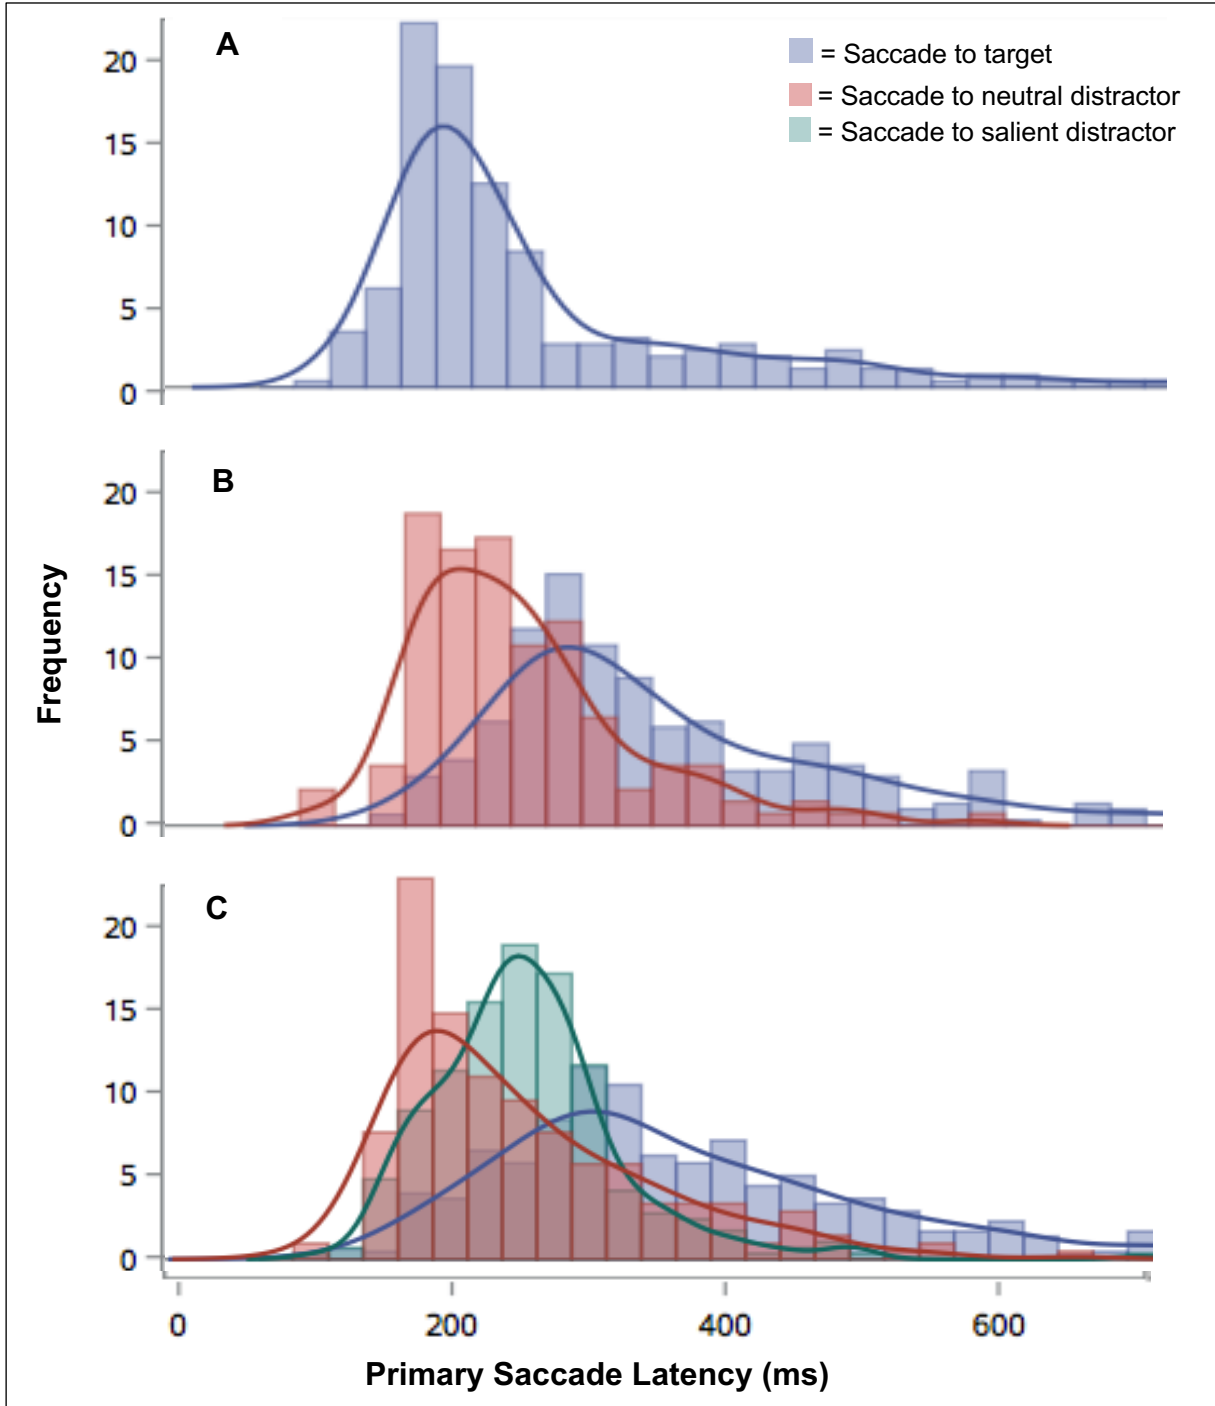 A
= Saccade to target
= Saccade to neutral distractor
= Saccade to salient distractor
20
15
10
5
0
B
20
15
10
5
0
Frequency
C
20
15
10
5
0
0 200 400 600
Primary Saccade Latency (ms)